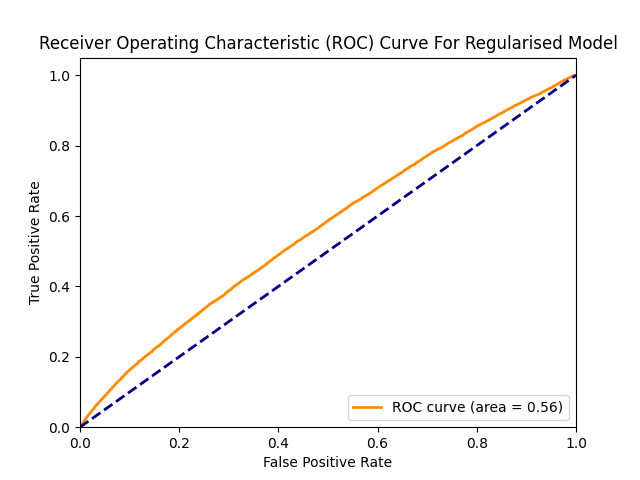 Receiver Operating Characteristic (ROC) Curve For Regularised Model
True Positive Rate
1.0
0.8
0.6
0.4
0.2
0.0
ROC curve (area = 0.56)
0.0 0.2 0.4 0.6 0.8 1.0
False Positive Rate